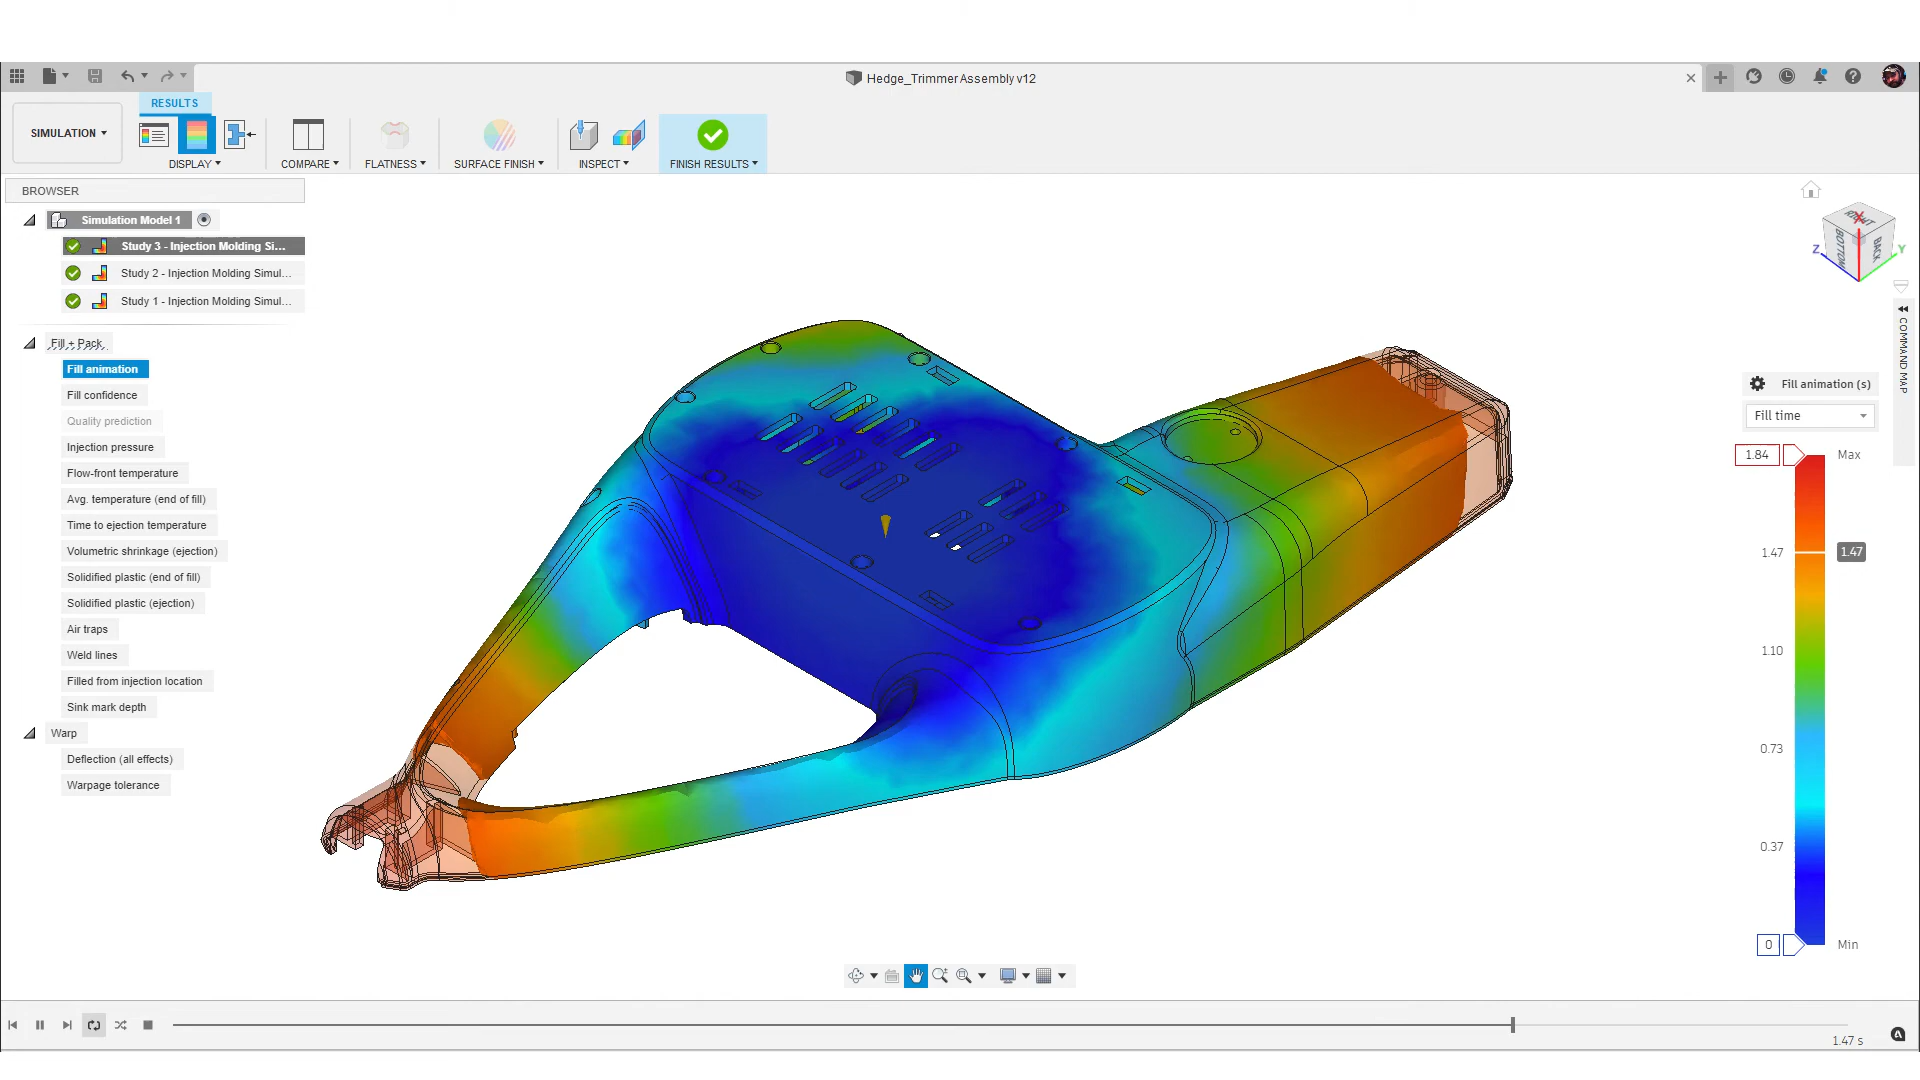 Hedge_Trimmer Assembly v12
RESULTS
SIMULATION
DISPLAY
COMPARE
FLATNESS
SURFACE FINISH
INSPECT
FINISH RESULTS
BROWSER
Simulation Model 1
Study 3 - Injection Molding Si...
Study 2 - Injection Molding Simul...
Study 1 - Injection Molding Simul...
Fill + Pack
Fill animation
Fill confidence
Quality prediction
Injection pressure
Flow-front temperature
Avg. temperature (end of fill)
Time to ejection temperature
Volumetric shrinkage (ejection)
Solidified plastic (end of fill)
Solidified plastic (ejection)
Air traps
Weld lines
Filled from injection location
Sink mark depth
Warp
Deflection (all effects)
Warpage tolerance
RIGHT
BOTTOM
BACK
X
Z
Y
COMMAND MAP
Fill animation (s)
Fill time
1.84
Max
1.47
1.47
1.10
0.73
0.37
0
Min
1.47 s